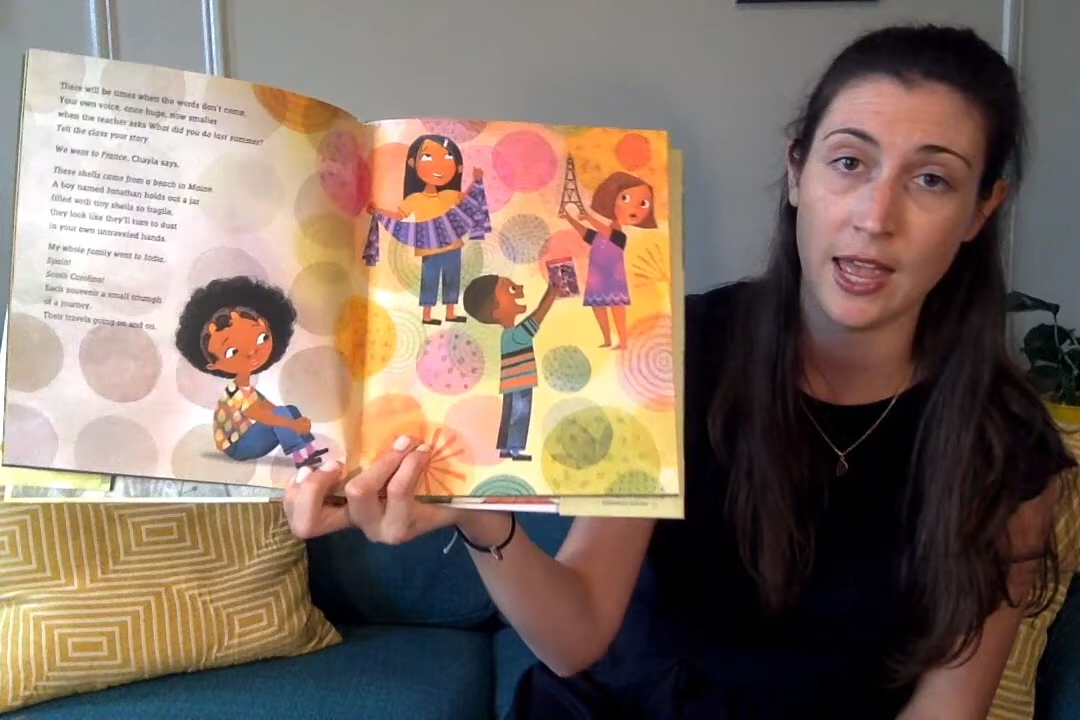 There will be times when the words don't come.
Your own voice, once huge, now smaller
when the teacher asks What did you do last summer?
Tell the class your story.
We went to France, Chayla says.
These shells came from a beach in Maine.
A boy named Jonathan holds out a jar
filled with tiny shells so fragile,
they look like they'll turn to dust
in your own untraveled hands.
My whole family went to India.
Spain!
South Carolina!
Each souvenir a small triumph
of a journey.
Their travels going on and on.